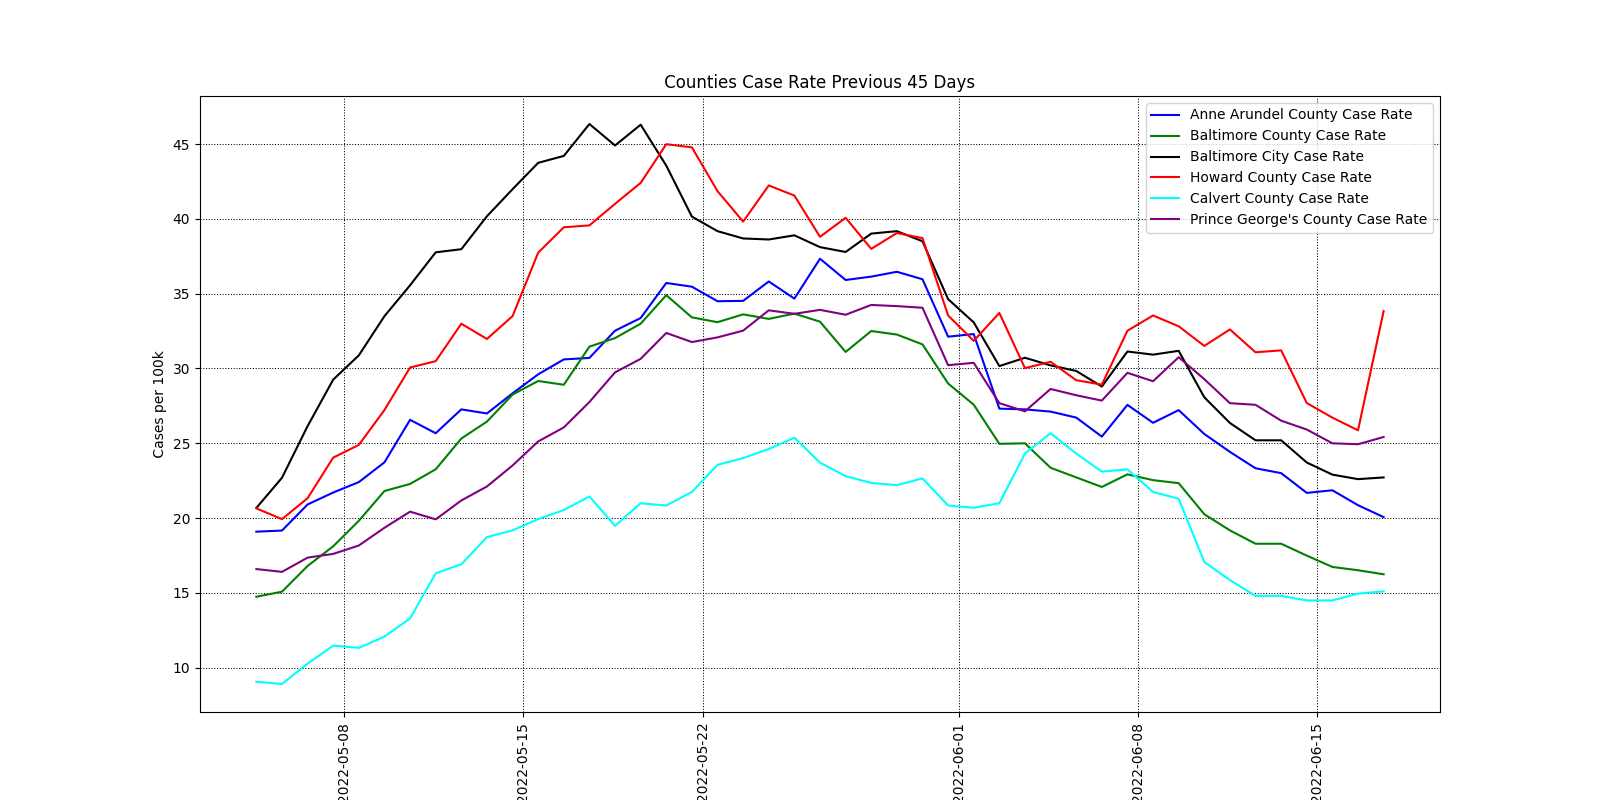 Counties Case Rate Previous 45 Days
Anne Arundel County Case Rate
Baltimore County Case Rate
Baltimore City Case Rate
Howard County Case Rate
Calvert County Case Rate
Prince George's County Case Rate
Cases per 100k
45
40
35
30
25
20
15
10
2022-05-08
2022-05-15
2022-05-22
2022-06-01
2022-06-08
2022-06-15